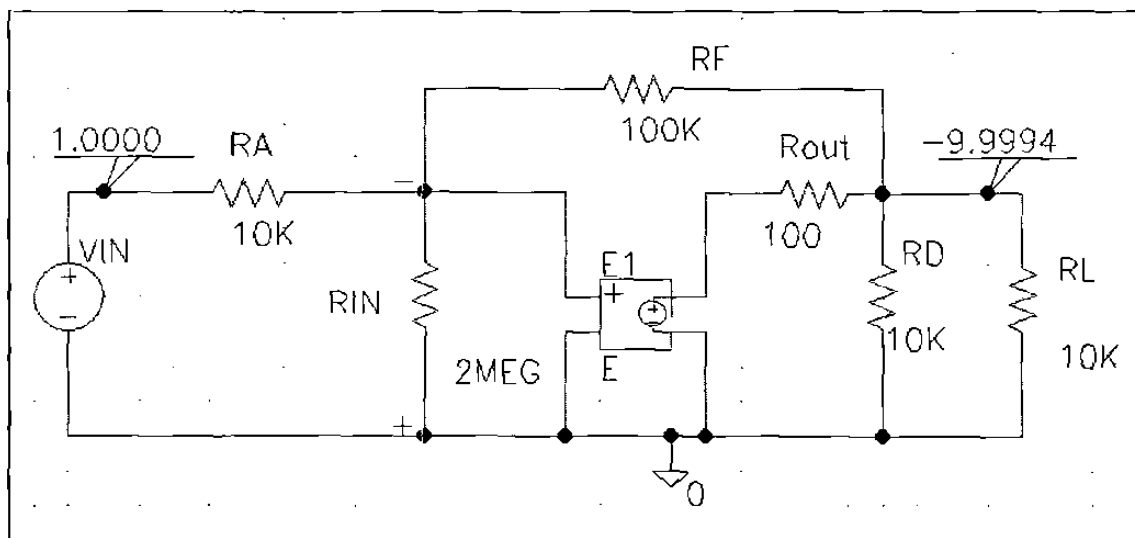 RF
100K
1.0000
RA
Rout
-9.9994
−
10K
100
VIN
+
−
RIN
E1
+
+
−
RD
RL
2MEG
E
10K
10K
+
0